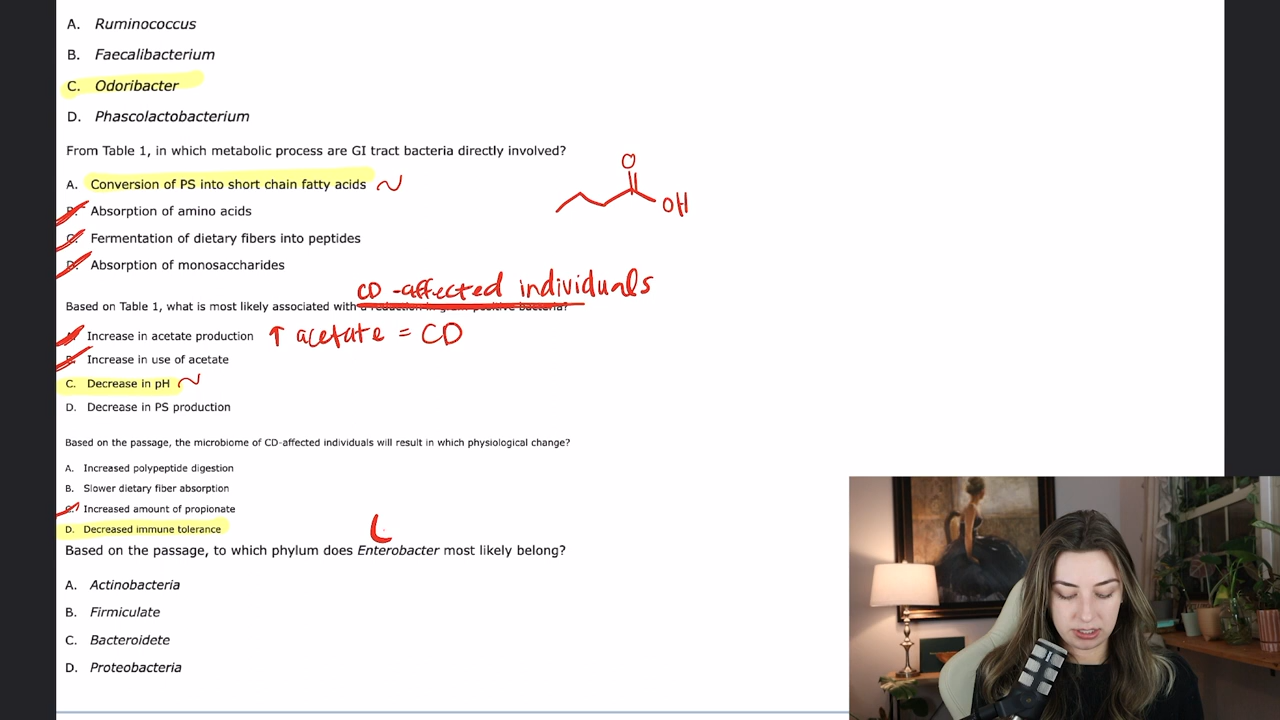 A. Ruminococcus
B. Faecalibacterium
C. Odoribacter
D. Phascolactobacterium
From Table 1, in which metabolic process are GI tract bacteria directly involved?
O
A. Conversion of PS into short chain fatty acids
OH
B. Absorption of amino acids
C. Fermentation of dietary fibers into peptides
D. Absorption of monosaccharides
CD-affected individuals
Based on Table 1, what is most likely associated with a reduction in gram positive bacteria?
A. Increase in acetate production ↑ acetate = CD
B. Increase in use of acetate
C. Decrease in pH
D. Decrease in PS production
Based on the passage, the microbiome of CD-affected individuals will result in which physiological change?
A. Increased polypeptide digestion
B. Slower dietary fiber absorption
C. Increased amount of propionate
D. Decreased immune tolerance
Based on the passage, to which phylum does Enterobacter most likely belong?
A. Actinobacteria
B. Firmiculate
C. Bacteroidete
D. Proteobacteria